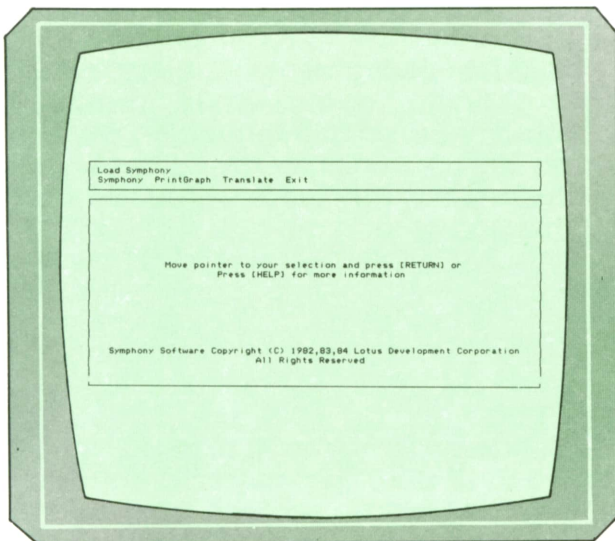 Load Symphony
Symphony PrintGraph Translate Exit
Move pointer to your selection and press [RETURN] or
Press [HELP] for more information
Symphony Software Copyright (C) 1982,83,84 Lotus Development Corporation
All Rights Reserved